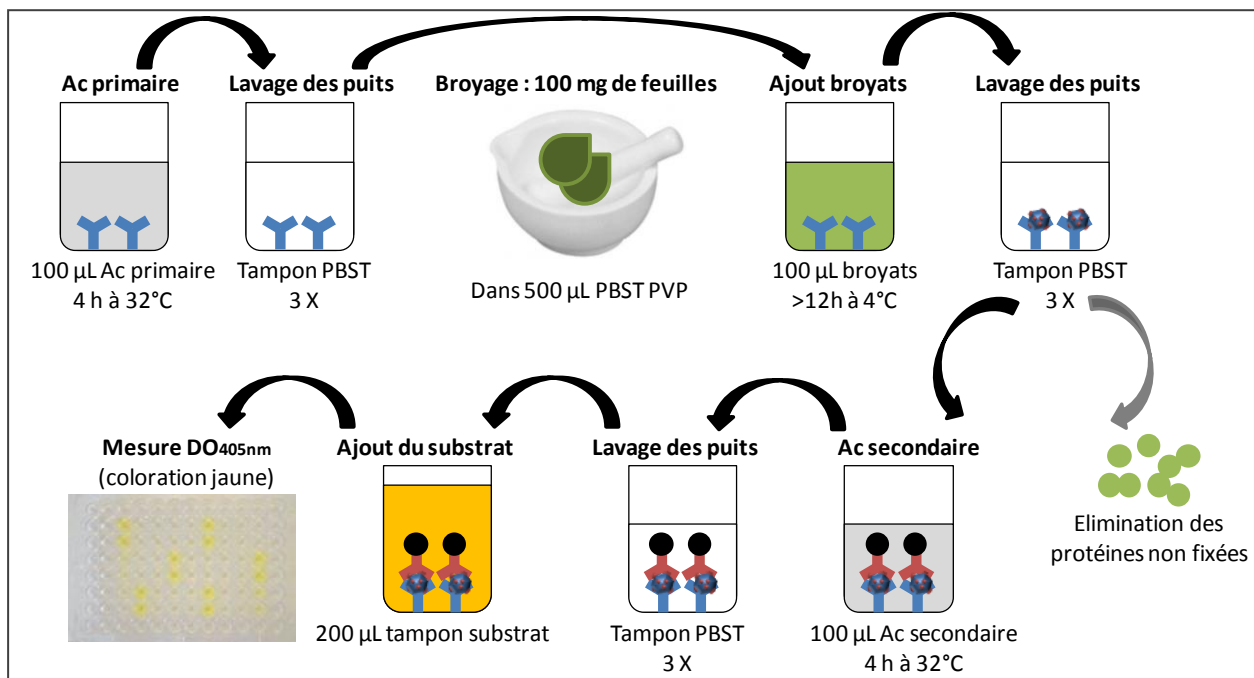 Ac primaire
100 µL Ac primaire
4 h à 32°C
Lavage des puits
Tampon PBST
3 X
Broyage : 100 mg de feuilles
Dans 500 µL PBST PVP
Ajout broyats
100 µL broyats
>12h à 4°C
Lavage des puits
Tampon PBST
3 X
Elimination des
protéines non fixées
Ac secondaire
100 µL Ac secondaire
4 h à 32°C
Lavage des puits
Tampon PBST
3 X
Ajout du substrat
200 µL tampon substrat
Mesure DO405nm
(coloration jaune)